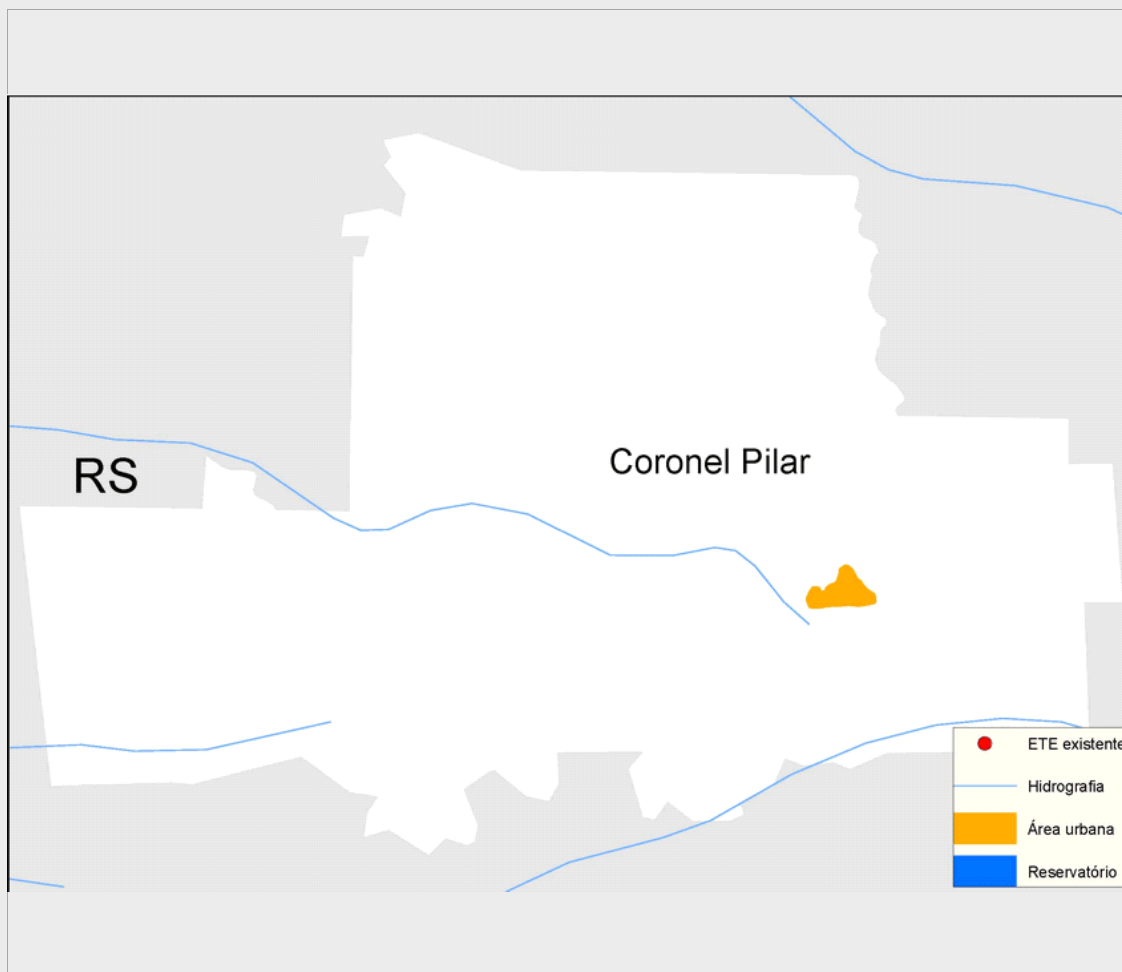 Coronel Pilar
RS
ETE existente
Hidrografia
Área urbana
Reservatório